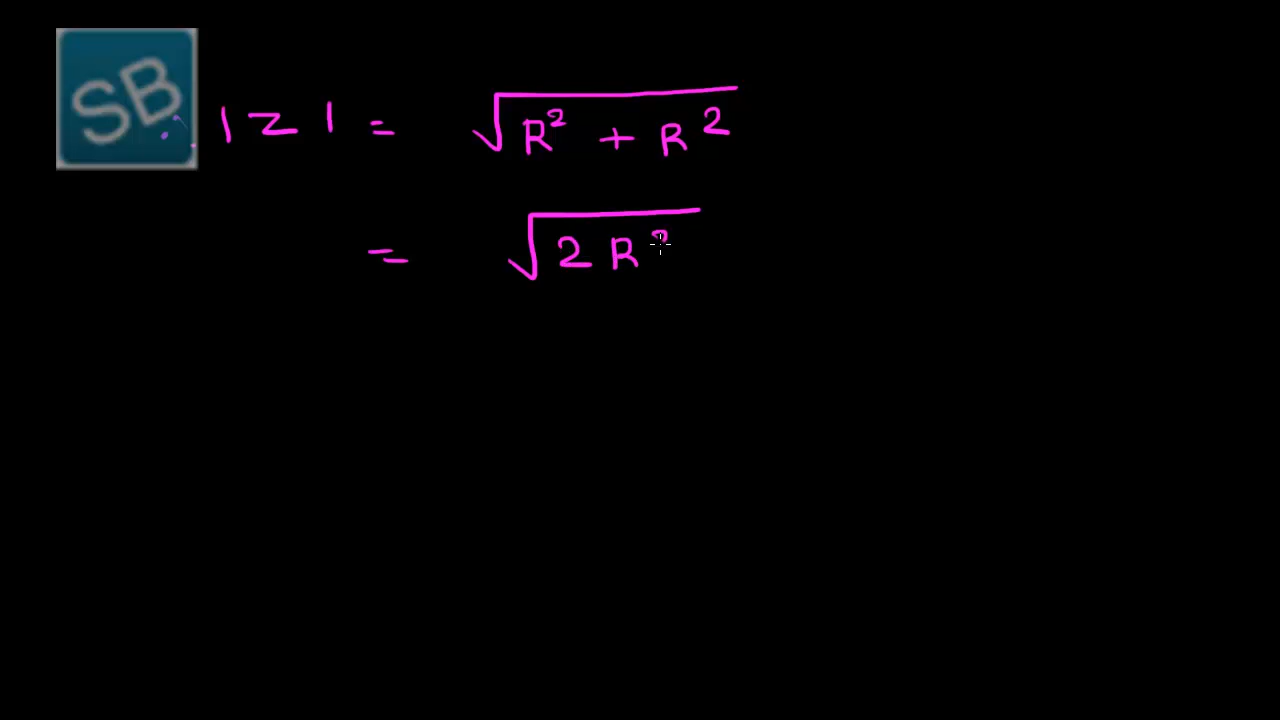 SB
|Z| = √(R² + R²)
= √(2R²)